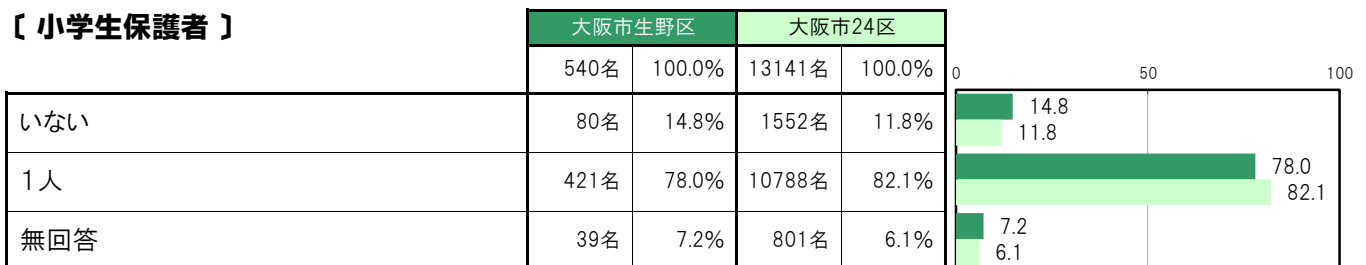 〔 小学生保護者 〕
大阪市生野区 大阪市24区
540名 100.0% 13141名 100.0%
0 50 100
いない 80名 14.8% 1552名 11.8%
14.8
11.8
1人 421名 78.0% 10788名 82.1%
78.0
82.1
無回答 39名 7.2% 801名 6.1%
7.2
6.1